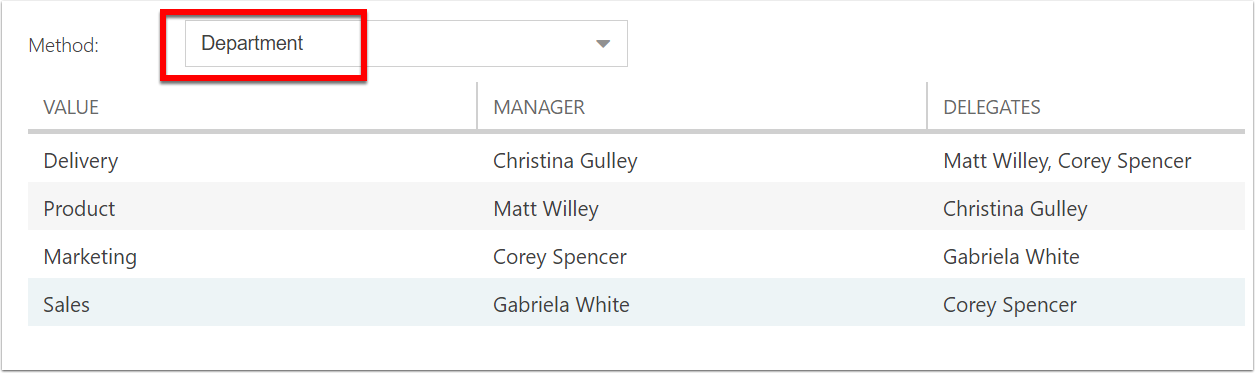 Method: Department
VALUE MANAGER DELEGATES
Delivery Christina Gulley Matt Willey, Corey Spencer
Product Matt Willey Christina Gulley
Marketing Corey Spencer Gabriela White
Sales Gabriela White Corey Spencer